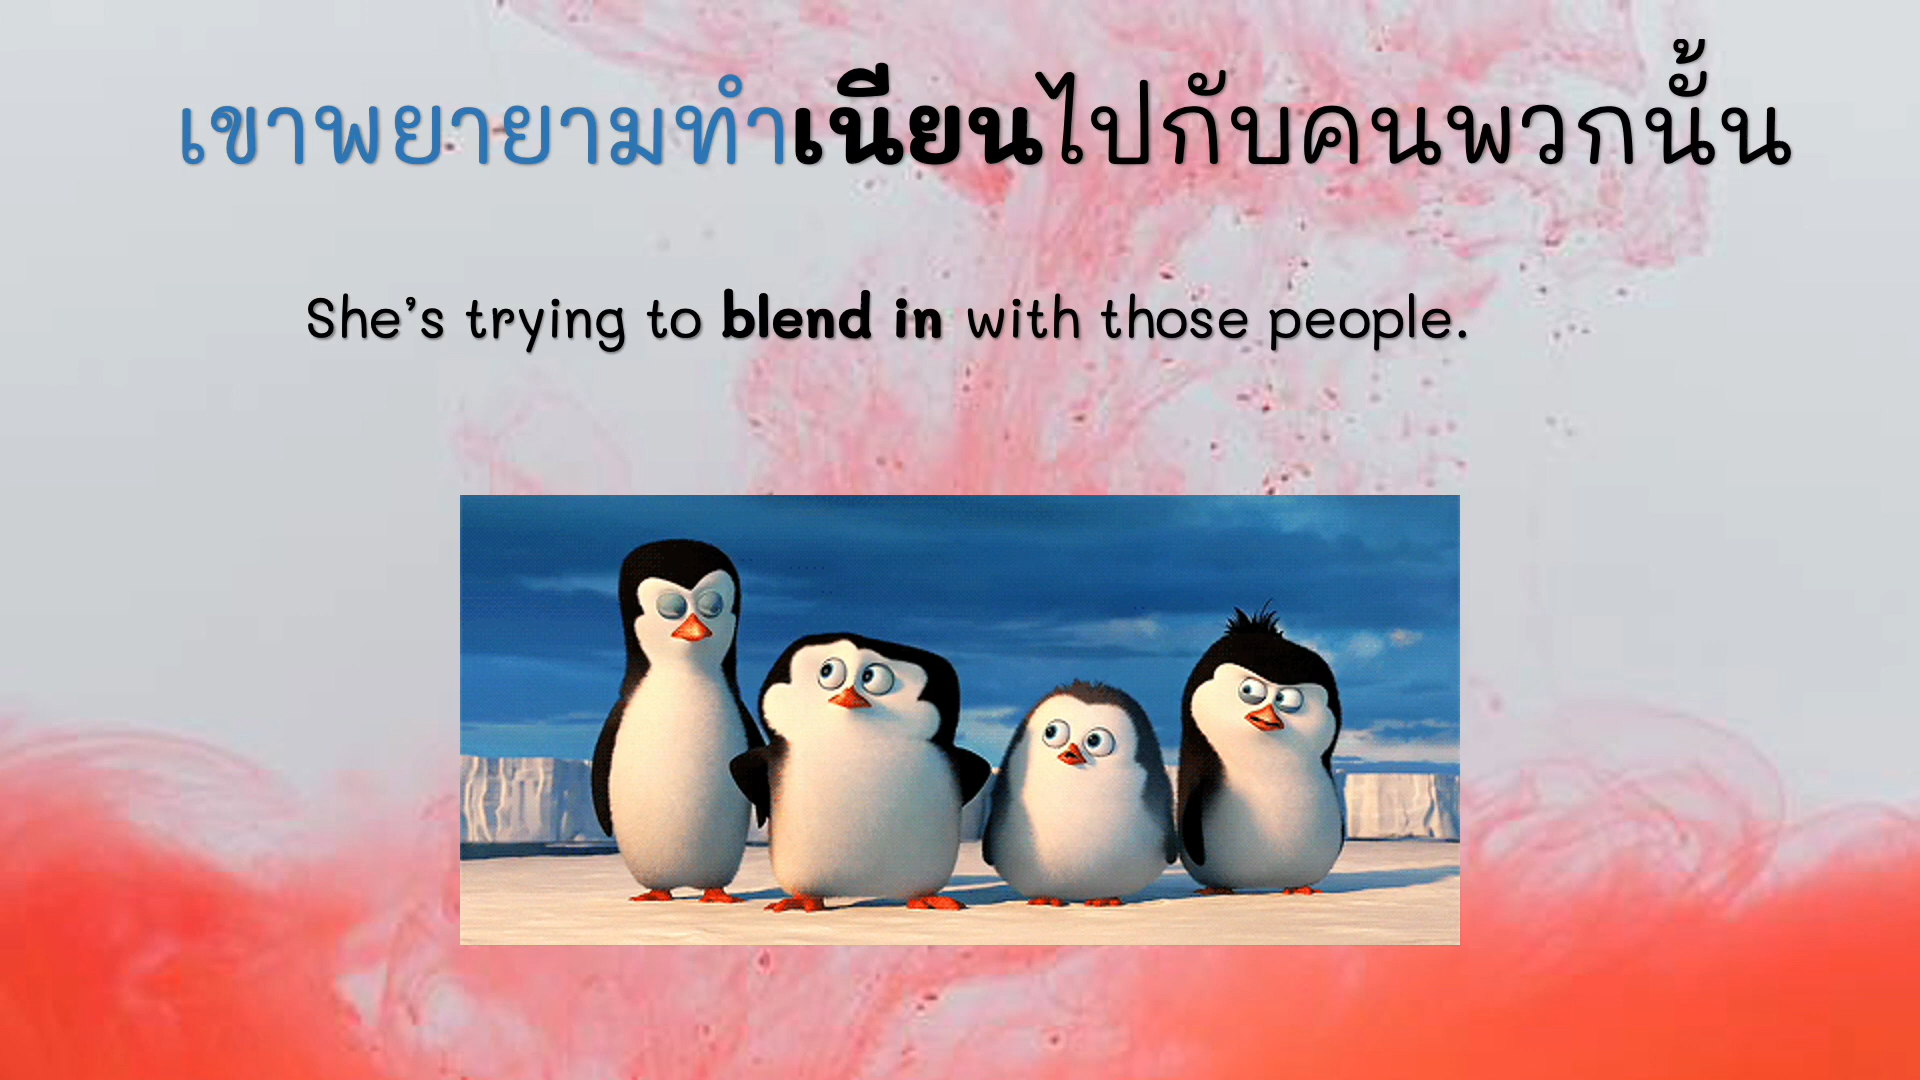 เขาพยายามทำเนียนไปกับคนพวกนั้น
She's trying to blend in with those people.